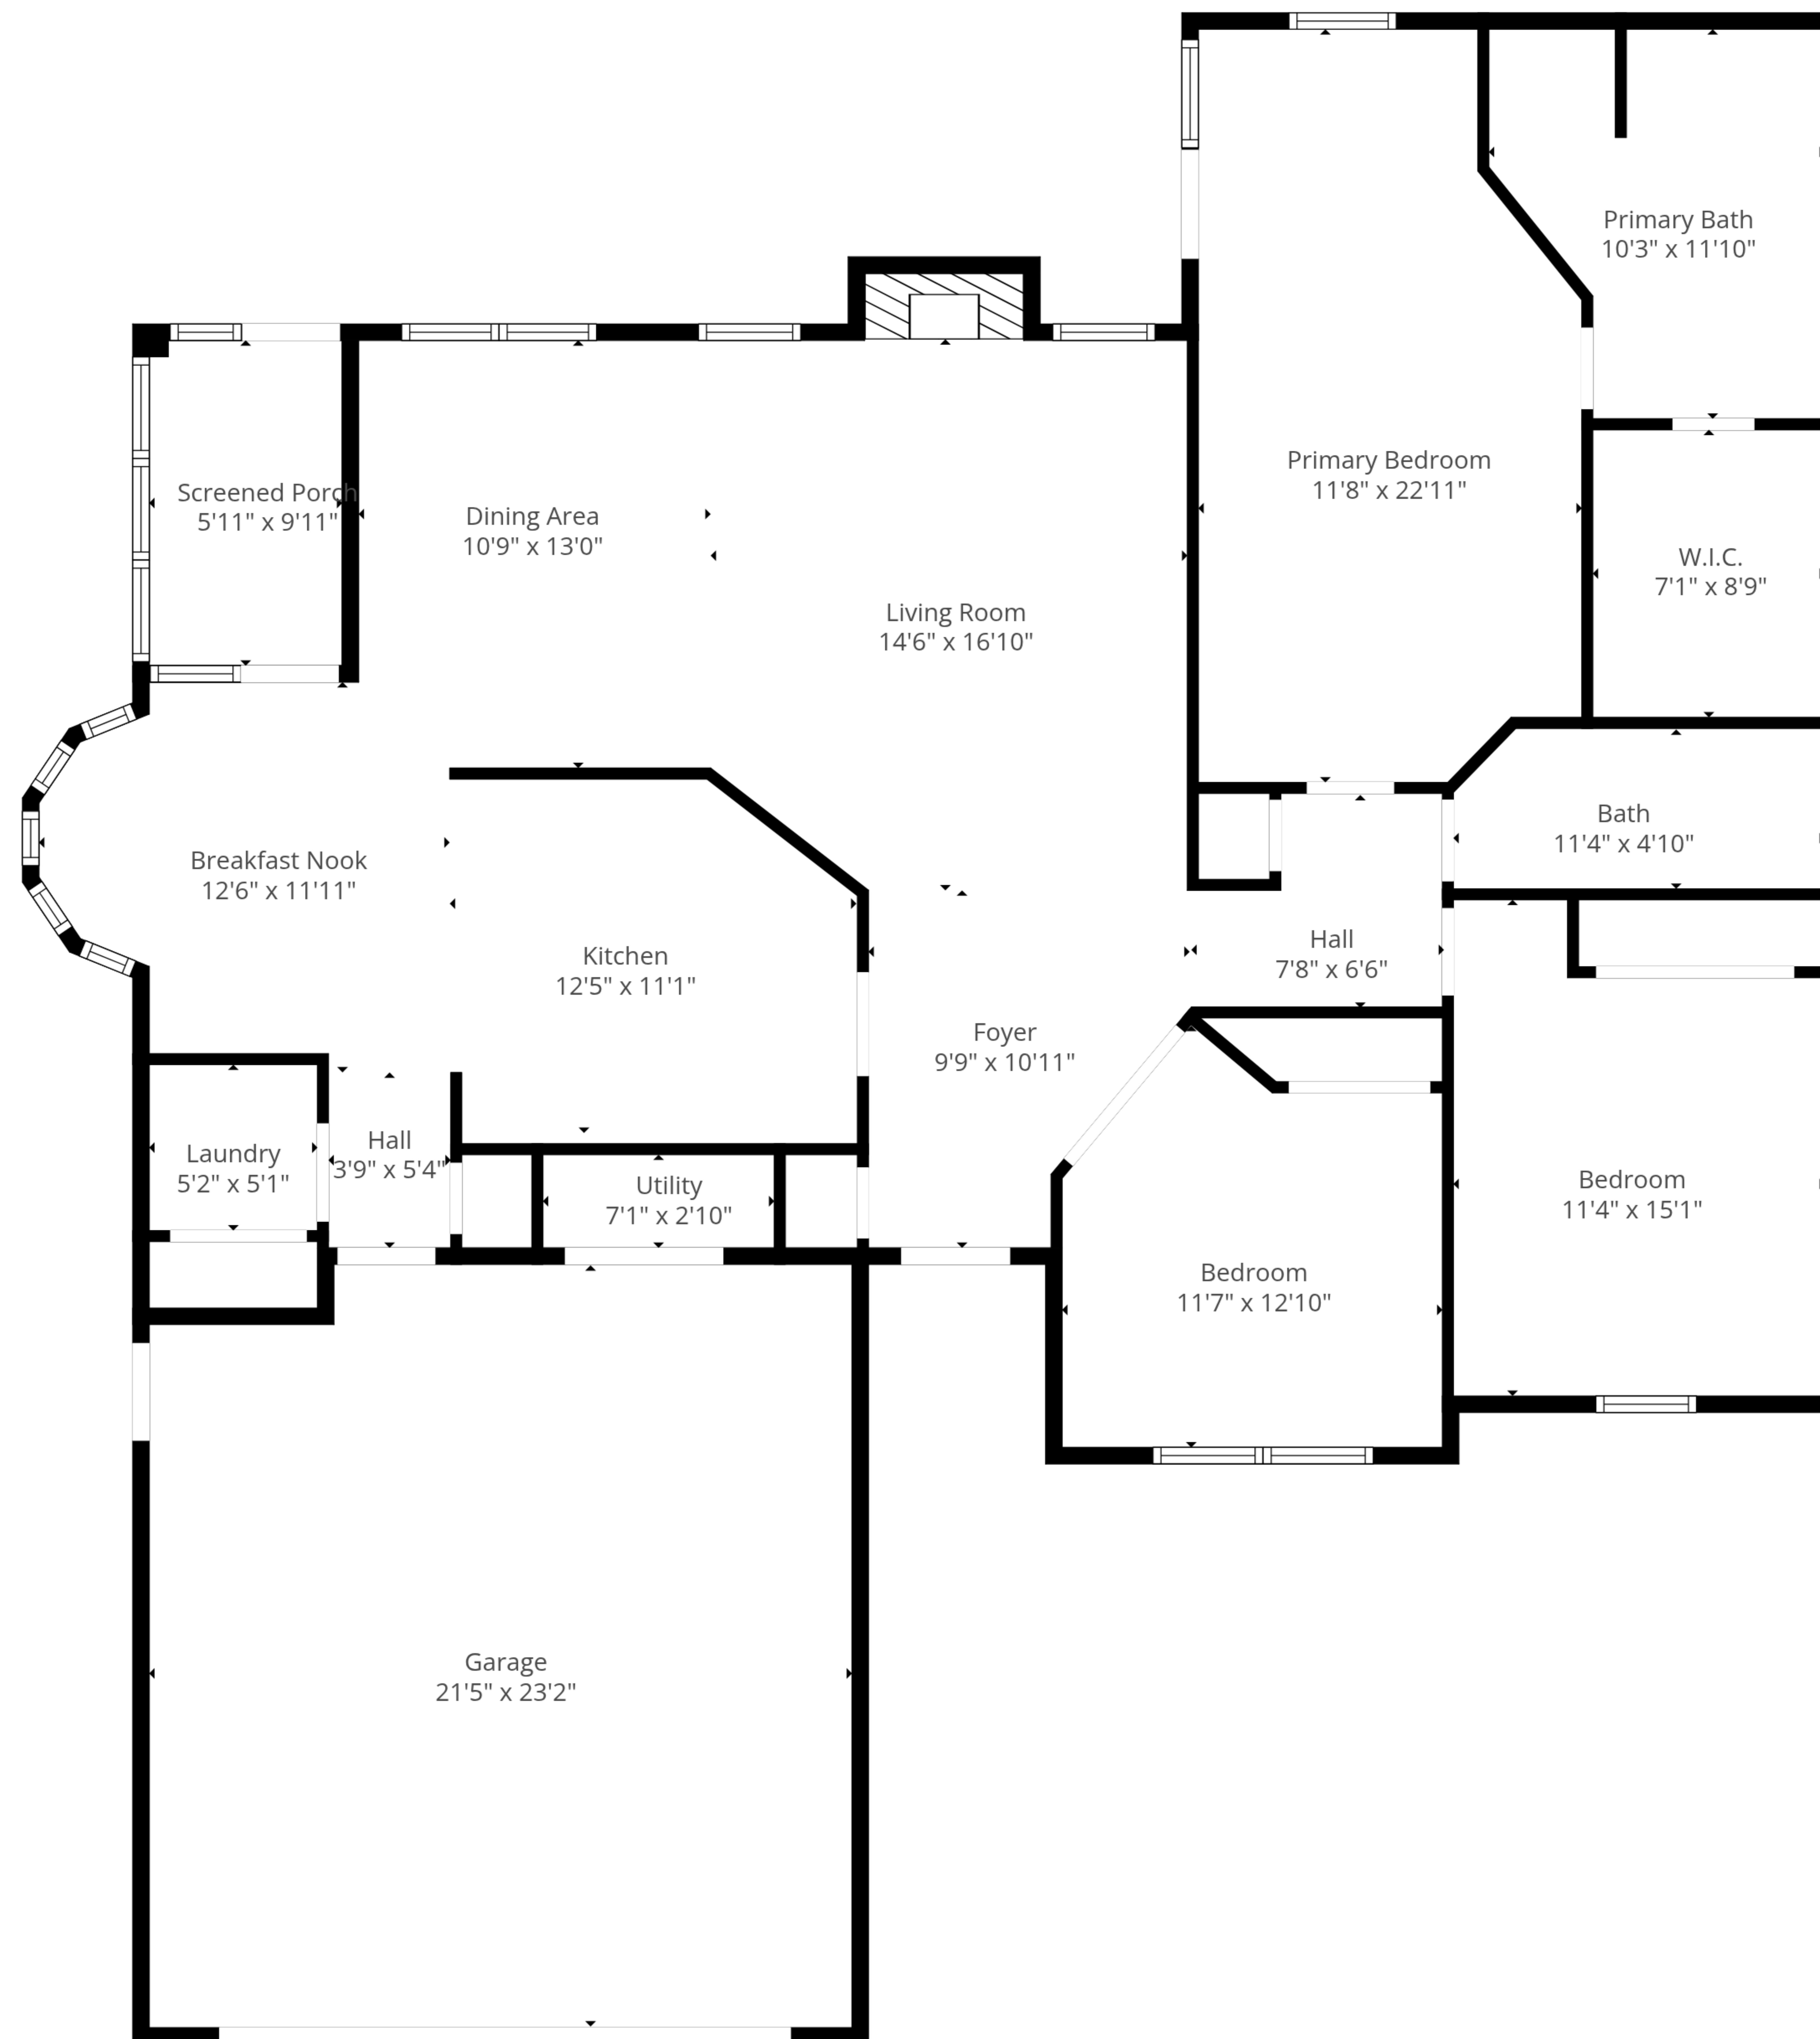 Primary Bath
10'3" x 11'10"
Primary Bedroom
11'8" x 22'11"
Screened Porch
5'11" x 9'11"
Dining Area
10'9" x 13'0"
W.I.C.
7'1" x 8'9"
Living Room
14'6" x 16'10"
Bath
11'4" x 4'10"
Breakfast Nook
12'6" x 11'11"
Kitchen
12'5" x 11'1"
Hall
7'8" x 6'6"
Foyer
9'9" x 10'11"
Hall
3'9" x 5'4"
Laundry
5'2" x 5'1"
Utility
7'1" x 2'10"
Bedroom
11'4" x 15'1"
Bedroom
11'7" x 12'10"
Garage
21'5" x 23'2"